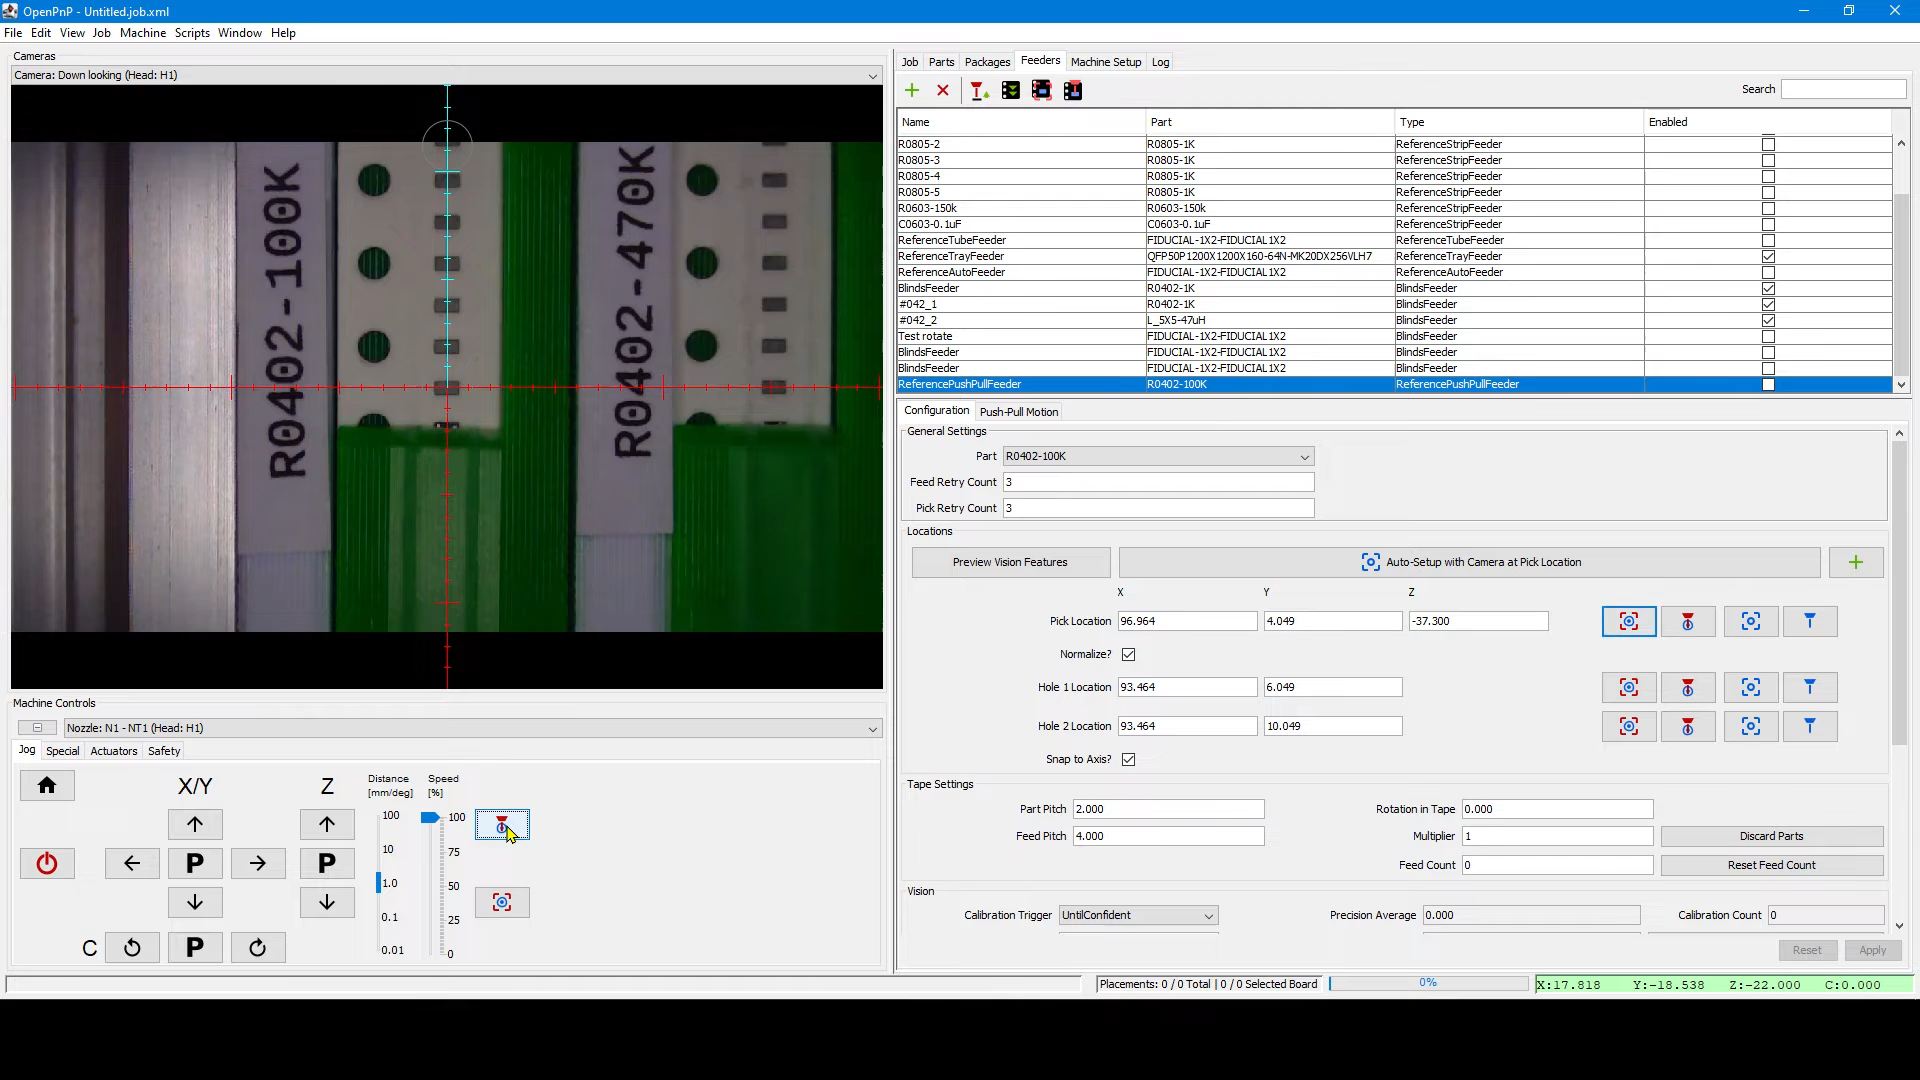 OpenPnP - Untitled.job.xml
File Edit View Job Machine Scripts Window Help
Cameras
Camera: Down looking (Head: H1)
R0402-100K
R0402-470K
Machine Controls
Nozzle: N1 - NT1 (Head: H1)
Jog Special Actuators Safety
X/Y Z Distance [mm/deg] Speed [%]
100 100
10 75
P P 1.0 50
0.1 25
C P 0.01 0
Job Parts Packages Feeders Machine Setup Log
Search
Name Part Type Enabled
R0805-2 R0805-1K ReferenceStripFeeder
R0805-3 R0805-1K ReferenceStripFeeder
R0805-4 R0805-1K ReferenceStripFeeder
R0805-5 R0805-1K ReferenceStripFeeder
R0603-150k R0603-150k ReferenceStripFeeder
C0603-0.1uF C0603-0.1uF ReferenceStripFeeder
ReferenceTubeFeeder FIDUCIAL-1X2-FIDUCIAL1X2 ReferenceTubeFeeder
ReferenceTrayFeeder QFP50P1200X1200X160-64N-MK20DX256VLH7 ReferenceTrayFeeder
ReferenceAutoFeeder FIDUCIAL-1X2-FIDUCIAL1X2 ReferenceAutoFeeder
BlindsFeeder R0402-1K BlindsFeeder
#042_1 R0402-1K BlindsFeeder
#042_2 L_5X5-47uH BlindsFeeder
Test rotate FIDUCIAL-1X2-FIDUCIAL1X2 BlindsFeeder
BlindsFeeder FIDUCIAL-1X2-FIDUCIAL1X2 BlindsFeeder
BlindsFeeder FIDUCIAL-1X2-FIDUCIAL1X2 BlindsFeeder
ReferencePushPullFeeder R0402-100K ReferencePushPullFeeder
Configuration Push-Pull Motion
General Settings
Part R0402-100K
Feed Retry Count 3
Pick Retry Count 3
Locations
Preview Vision Features Auto-Setup with Camera at Pick Location
X Y Z
Pick Location 96.964 4.049 -37.300
Normalize?
Hole 1 Location 93.464 6.049
Hole 2 Location 93.464 10.049
Snap to Axis?
Tape Settings
Part Pitch 2.000 Rotation in Tape 0.000
Feed Pitch 4.000 Multiplier 1 Discard Parts
Feed Count 0 Reset Feed Count
Vision
Calibration Trigger UntilConfident Precision Average 0.000 Calibration Count 0
Reset Apply
Placements: 0 / 0 Total | 0 / 0 Selected Board 0% X:17.818 Y:-18.538 Z:-22.000 C:0.000